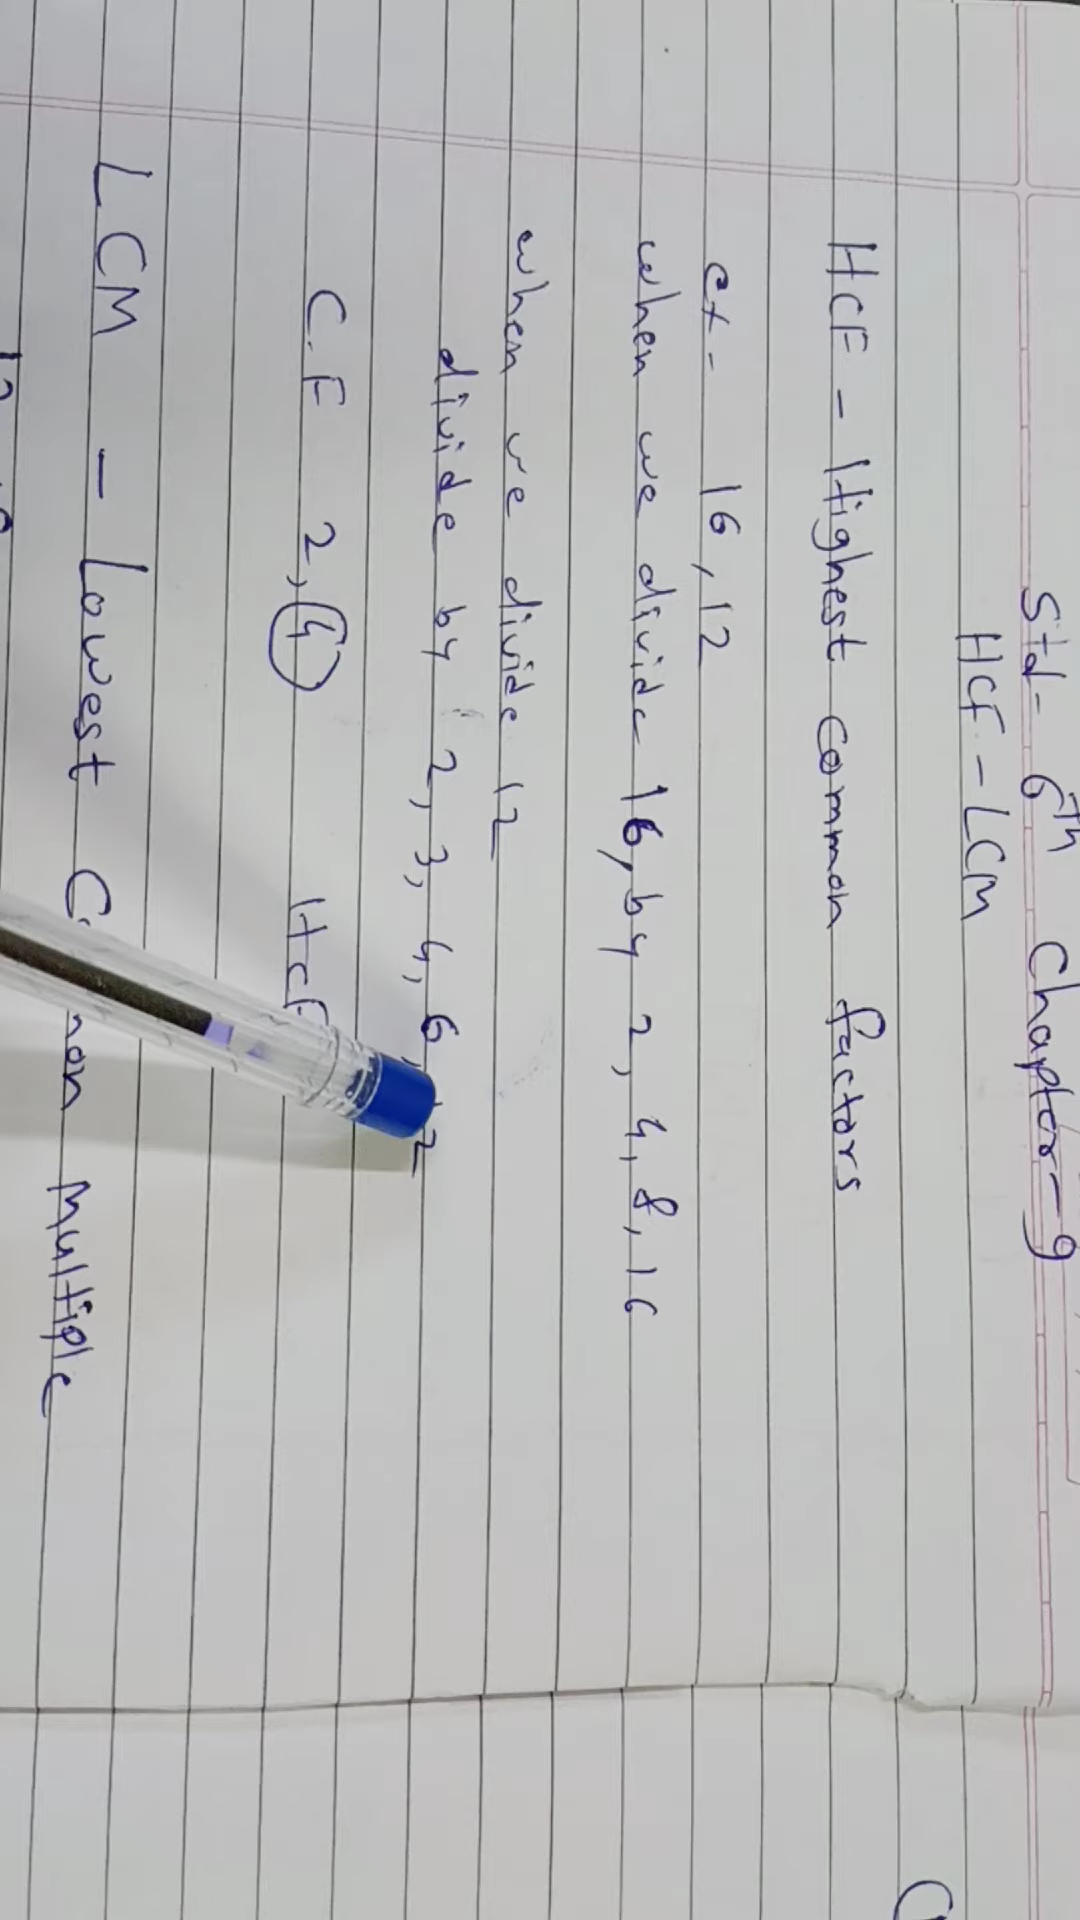 Std- 6th Chapter-9
HCF-LCM
HCF - Highest common factors
ex- 16,12
when we divide 16, by 2, 4, 8, 16
when we divide 12
divide by 2, 3, 4, 6
C.F 2, 4 HCF
LCM - Lowest Multiple